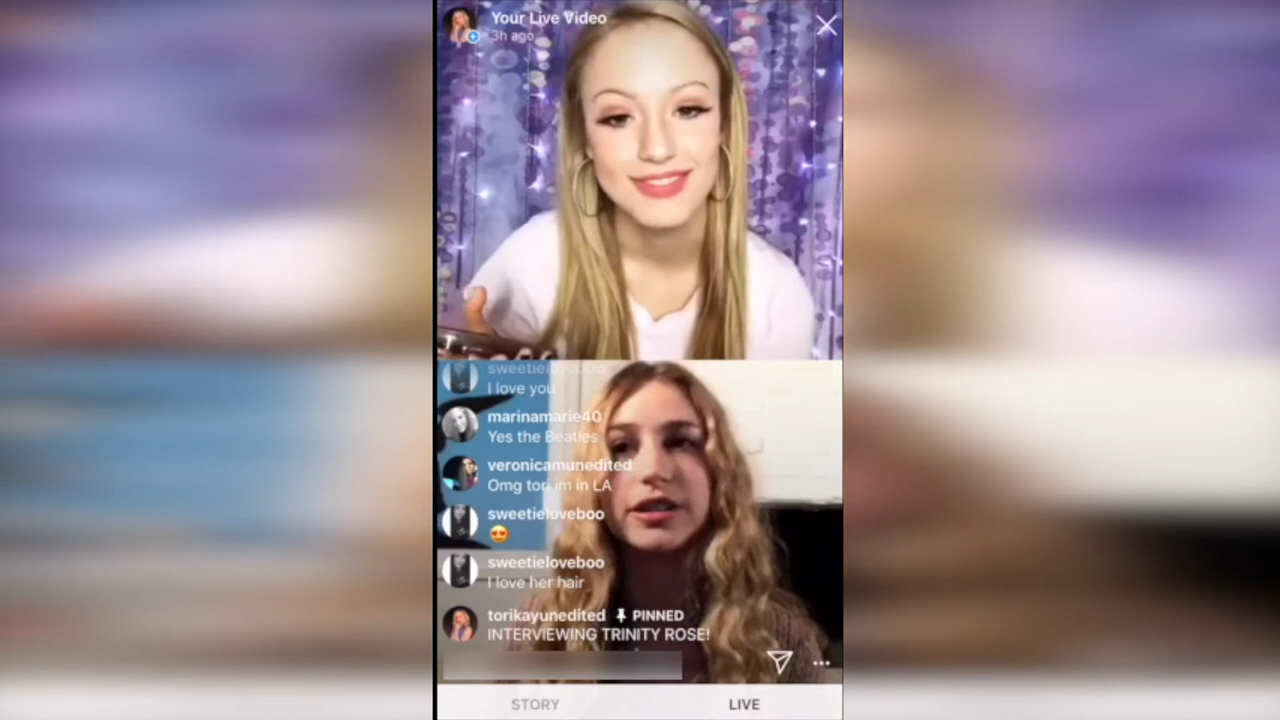 Your Live Video
3h ago
sweetieloveboo
I love you
marinamarie40
Yes the Beatles
veronicamunedited
Omg tori im in LA
sweetieloveboo
sweetieloveboo
I love her hair
torikayunedited PINNED
INTERVIEWING TRINITY ROSE!
STORY
LIVE